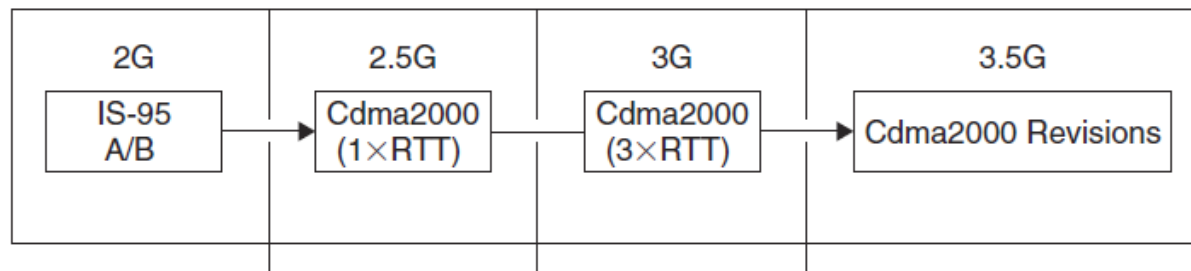 2G
2.5G
3G
3.5G
IS-95
A/B
Cdma2000
(1×RTT)
Cdma2000
(3×RTT)
Cdma2000 Revisions